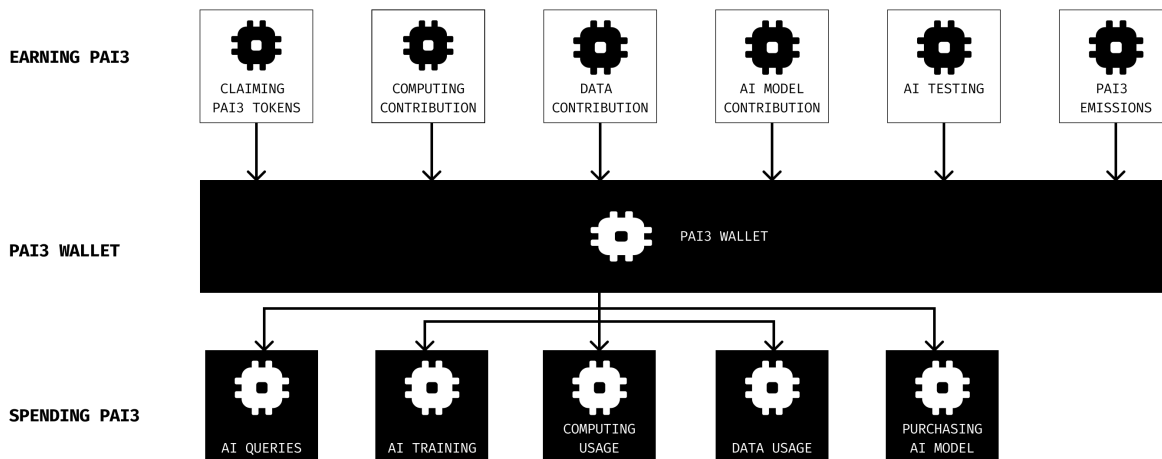 EARNING PAI3
CLAIMING
PAI3 TOKENS
COMPUTING
CONTRIBUTION
DATA
CONTRIBUTION
AI MODEL
CONTRIBUTION
AI TESTING
PAI3
EMISSIONS
PAI3 WALLET
PAI3 WALLET
SPENDING PAI3
AI QUERIES
AI TRAINING
COMPUTING
USAGE
DATA USAGE
PURCHASING
AI MODEL